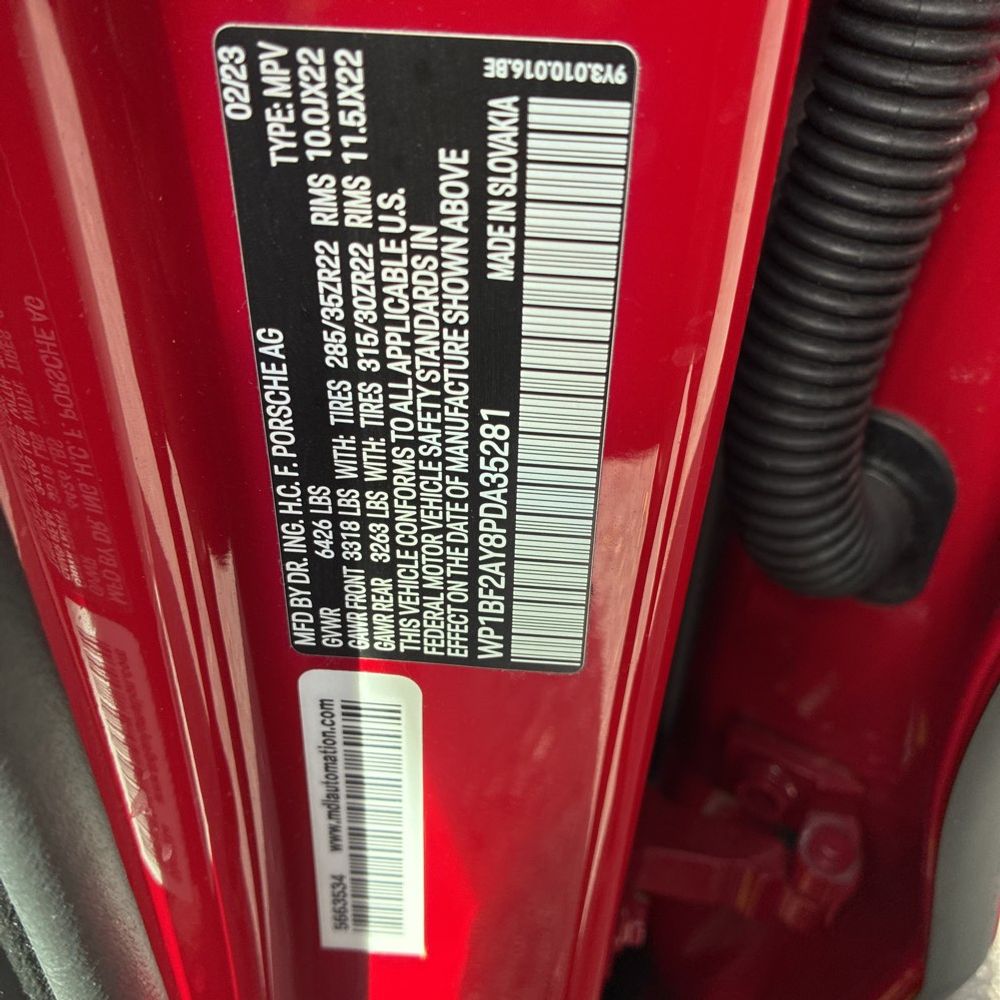 MFD BY DR. ING. H.C. F. PORSCHE AG 02/23
GVWR 6426 LBS TYPE: MPV
GAWR FRONT 3318 LBS WITH: TIRES 285/35ZR22 RIMS 10.0JX22
GAWR REAR 3263 LBS WITH: TIRES 315/30ZR22 RIMS 11.5JX22
THIS VEHICLE CONFORMS TO ALL APPLICABLE U.S.
FEDERAL MOTOR VEHICLE SAFETY STANDARDS IN
EFFECT ON THE DATE OF MANUFACTURE SHOWN ABOVE
WP1BF2AY8PDA35281 MADE IN SLOVAKIA
9Y3.010.016.BE
www.mdlautomation.com
5663534